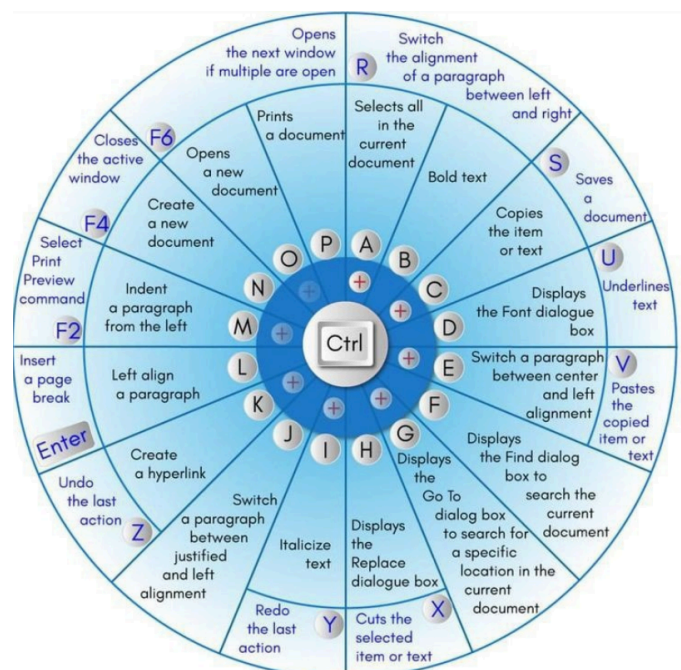 Ctrl
A
Selects all
in the
current
document
B
Bold text
C
Copies
the item
or text
D
Displays
the Font dialogue
box
E
Switch a paragraph
between center
and left
alignment
F
Displays
the Find dialog
box to
search the
current
document
G
Displays
the
Go To
dialog box
to search for
a specific
location in the
current
document
H
Displays
the
Replace
dialogue box
I
Italicize
text
J
Switch
a paragraph
between
justified
and left
alignment
K
Create
a hyperlink
L
Left align
a paragraph
M
Indent
a paragraph
from the left
N
Create
a new
document
O
Opens
a new
document
P
Prints
a document
R
Switch
the alignment
of a paragraph
between left
and right
S
Saves
a
document
U
Underlines
text
V
Pastes
the
copied
item or
text
X
Cuts the
selected
item or text
Y
Redo
the last
action
Z
Undo
the last
action
Enter
Insert
a page
break
F2
Select
Print
Preview
command
F4
Closes
the active
window
F6
Opens
the next window
if multiple are open
+
+
+
+
+
+
+
+